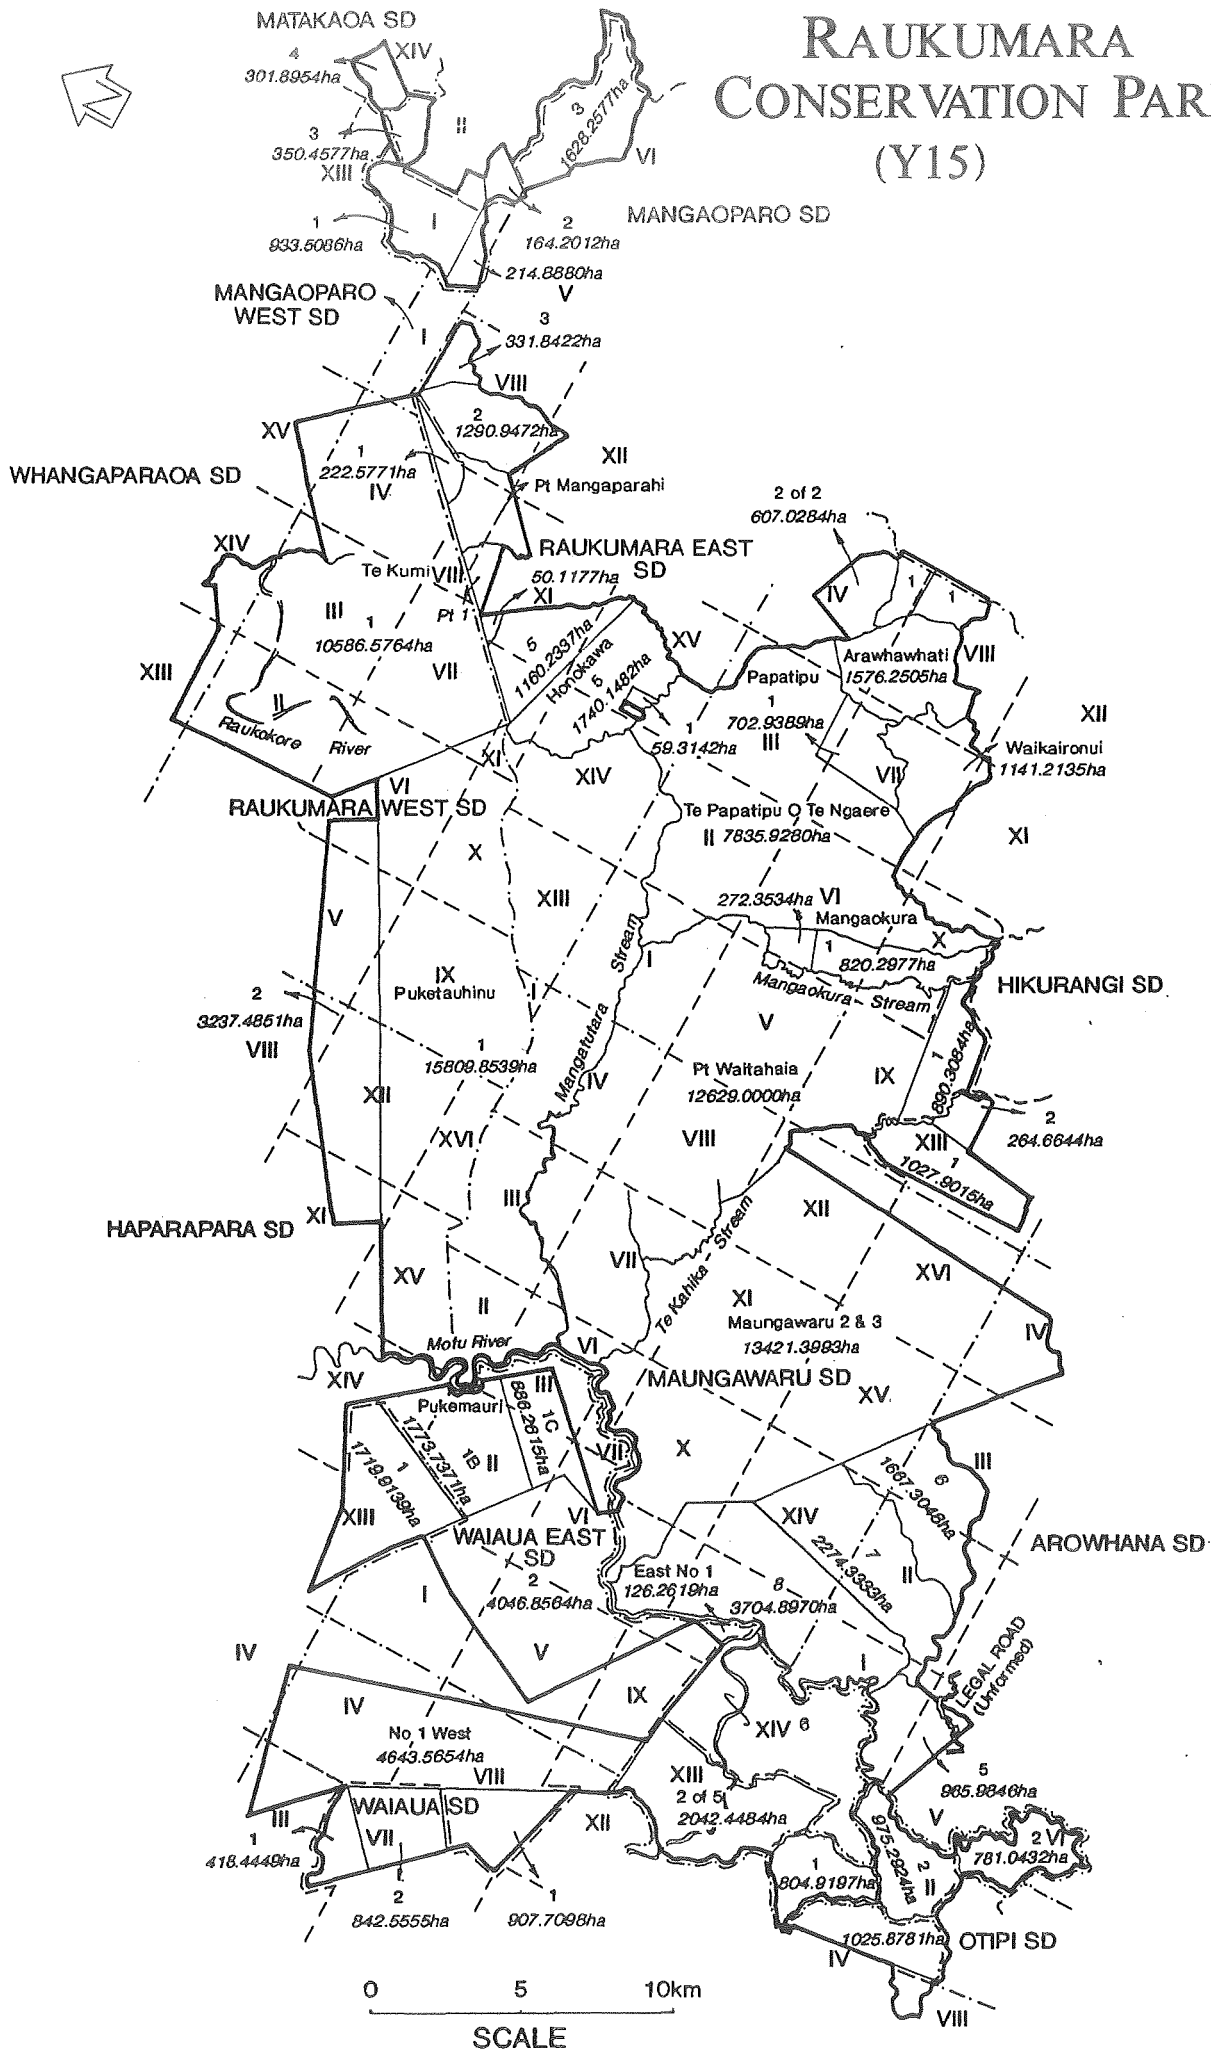 RAUKUMARA
CONSERVATION PAR
(Y15)
N
MATAKAOA SD
4
301.8954ha
XIV
3
350.4577ha
II
3
1628.2577ha
XIII
VI
1
933.5086ha
I
2
164.2012ha
MANGAOPARO SD
214.8880ha
MANGAOPARO
WEST SD
V
I
3
331.8422ha
VIII
XV
2
1290.9472ha
1
222.5771ha
IV
XII
WHANGAPARAOA SD
Pt Mangaparahi
2 of 2
607.0284ha
XIV
RAUKUMARA EAST
SD
Te Kumi
VIII
50.1177ha
XI
IV
1
1
III
Pt 1
1
10586.5764ha
5
1160.2337ha
Honokawa
XV
Arawhawhati
1576.2505ha
VIII
XIII
VII
5
1740.1482ha
Papatipu
1
702.9389ha
XII
II
Raukokore
River
1
59.3142ha
III
Waikaironui
1141.2135ha
XI
XIV
VII
VI
RAUKUMARA WEST SD
Te Papatipu O Te Ngaere
II 7835.9280ha
XI
X
XIII
272.3534ha
VI
V
Mangaokura
X
1
820.2977ha
Mangatutara
Stream
I
IX
Puketauhinu
I
Mangaokura - Stream
HIKURANGI SD
2
3237.4851ha
VIII
V
1
890.3084ha
1
15809.8539ha
IV
Pt Waitahaia
12629.0000ha
IX
XII
XVI
VIII
2
264.6644ha
XIII
1
1027.9015ha
HAPARAPARA SD
XI
III
XII
XV
VII
Te Kahika - Stream
XVI
II
XI
Maungawaru 2 & 3
13421.3993ha
IV
Motu River
VI
XIV
MAUNGAWARU SD
XV
Pukemauri
III
1C
886.2615ha
1773.7371ha
1B
II
VII
X
I
1
1719.9139ha
6
1667.3048ha
III
XIII
VI
XIV
WAIAUA EAST
SD
AROWHANA SD
7
2274.3333ha
II
East No 1
126.2619ha
2
4046.8564ha
8
3704.8970ha
I
IV
V
I
LEGAL ROAD
(Unformed)
IX
IV
XIV
6
No 1 West
4643.5654ha
VIII
XIII
2 of 5
2042.4484ha
5
965.9846ha
WAIAUA SD
III
1
418.4449ha
VII
XII
V
975.2924ha
2
II
2 VI
781.0432ha
1
804.9197ha
2
842.5555ha
1
907.7098ha
1025.8781ha
OTIPI SD
IV
VIII
0 5 10km
SCALE